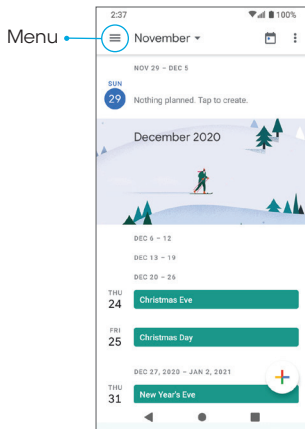 2:37 100%
Menu November
NOV 29 – DEC 5
SUN
29 Nothing planned. Tap to create.
December 2020
DEC 6 – 12
DEC 13 – 19
DEC 20 – 26
THU
24 Christmas Eve
FRI
25 Christmas Day
DEC 27, 2020 – JAN 2, 2021
THU
31 New Year's Eve